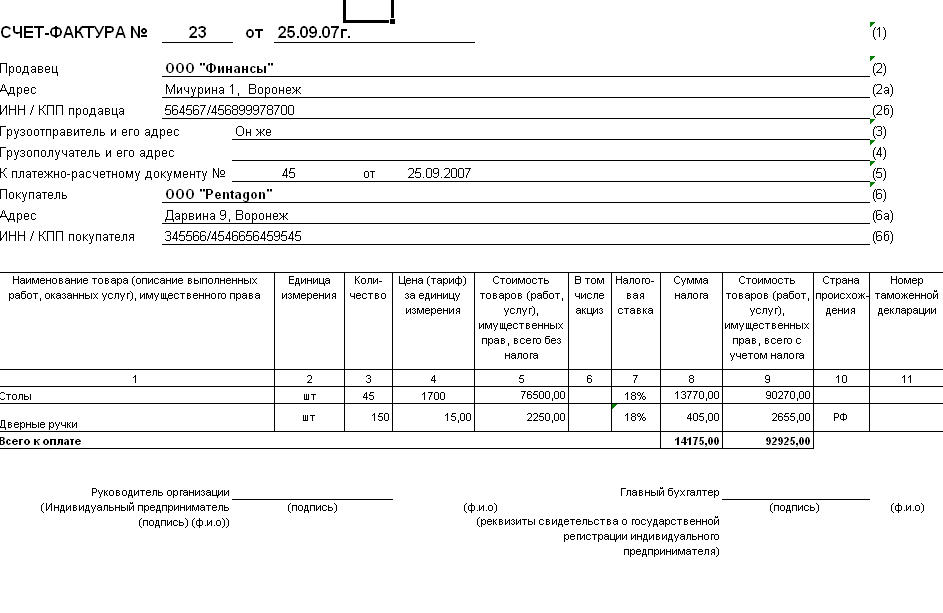 СЧЕТ-ФАКТУРА № 23 от 25.09.07г. (1)
Продавец ООО "Финансы" (2)
Адрес Мичурина 1, Воронеж (2а)
ИНН / КПП продавца 564567/456899978700 (2б)
Грузоотправитель и его адрес Он же (3)
Грузополучатель и его адрес (4)
К платежно-расчетному документу № 45 от 25.09.2007 (5)
Покупатель ООО "Pentagon" (6)
Адрес Дарвина 9, Воронеж (6а)
ИНН / КПП покупателя 345566/4546656459545 (6б)
Наименование товара (описание выполненных Единица Коли- Цена (тариф) Стоимость В том Налого- Сумма Стоимость Страна Номер
работ, оказанных услуг), имущественного права измерения чество за единицу товаров (работ, числе вая налога товаров (работ, происхож- таможенной
измерения услуг), акциз ставка услуг), дения декларации
имущественных имущественных
прав, всего без прав, всего с
налога учетом налога
1 2 3 4 5 6 7 8 9 10 11
Столы шт 45 1700 76500,00 18% 13770,00 90270,00
Дверные ручки шт 150 15,00 2250,00 18% 405,00 2655,00 РФ
Всего к оплате 14175,00 92925,00
Руководитель организации Главный бухгалтер
(Индивидуальный предприниматель (подпись) (ф.и.о) (подпись) (ф.и.о)
(подпись) (ф.и.о)) (реквизиты свидетельства о государственной
регистрации индивидуального
предпринимателя)